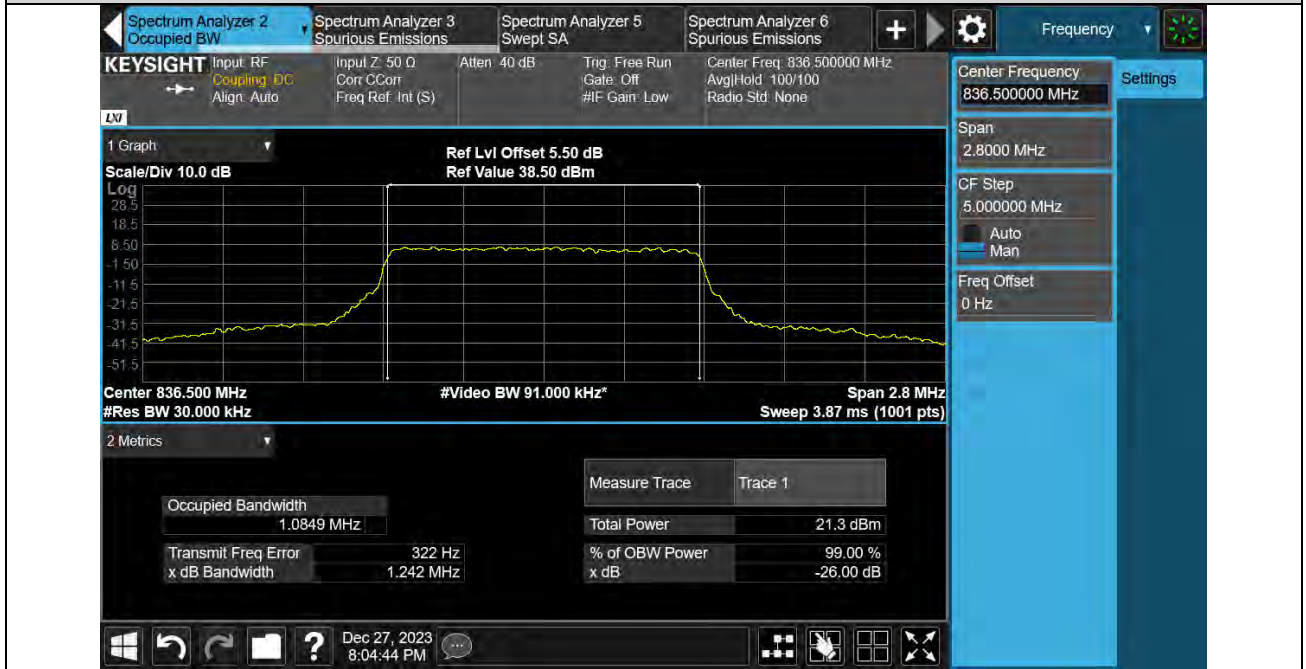 Spectrum Analyzer 2
Occupied BW
Spectrum Analyzer 3
Spurious Emissions
Spectrum Analyzer 5
Swept SA
Spectrum Analyzer 6
Spurious Emissions
+
Frequency
KEYSIGHT
LXI
Input: RF
Coupling: DC
Align: Auto
Input Z: 50 Ω
Corr CCorr
Freq Ref: Int (S)
Atten: 40 dB
Trig: Free Run
Gate: Off
#IF Gain: Low
Center Freq: 836.500000 MHz
Avg|Hold: 100/100
Radio Std: None
Center Frequency
836.500000 MHz
Settings
Span
2.8000 MHz
CF Step
5.000000 MHz
Auto
Man
Freq Offset
0 Hz
1 Graph
Scale/Div 10.0 dB
Ref Lvl Offset 5.50 dB
Ref Value 38.50 dBm
Log
28.5
18.5
8.50
-1.50
-11.5
-21.5
-31.5
-41.5
-51.5
Center 836.500 MHz
#Video BW 91.000 kHz*
Span 2.8 MHz
#Res BW 30.000 kHz
Sweep 3.87 ms (1001 pts)
2 Metrics
Measure Trace Trace 1
Occupied Bandwidth
1.0849 MHz
Total Power 21.3 dBm
Transmit Freq Error 322 Hz
% of OBW Power 99.00 %
x dB Bandwidth 1.242 MHz
x dB -26.00 dB
?
Dec 27, 2023
8:04:44 PM